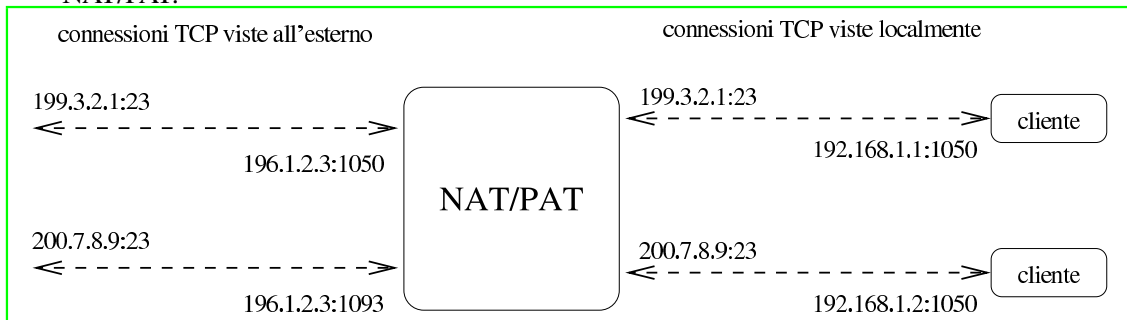 NAT/PAT.
connessioni TCP viste all'esterno
connessioni TCP viste localmente
199.3.2.1:23
196.1.2.3:1050
199.3.2.1:23
192.168.1.1:1050
cliente
NAT/PAT
200.7.8.9:23
196.1.2.3:1093
200.7.8.9:23
192.168.1.2:1050
cliente